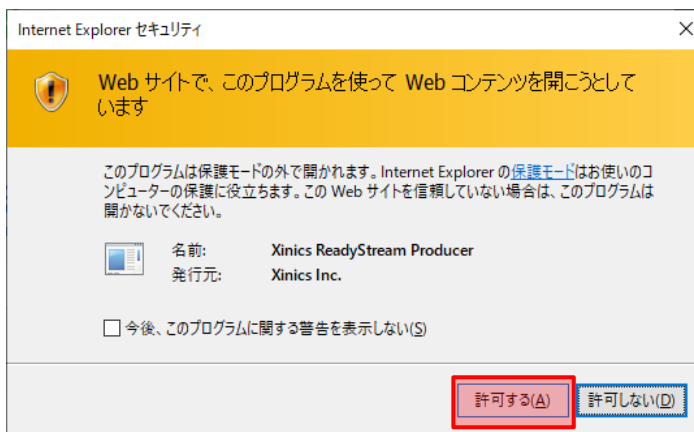 Internet Explorer セキュリティ
Web サイトで、このプログラムを使って Web コンテンツを開こうとして
います
このプログラムは保護モードの外で開かれます。Internet Explorer の保護モードはお使いのコ
ンピューターの保護に役立ちます。この Web サイトを信頼していない場合は、このプログラムは
開かないでください。
名前: Xinics ReadyStream Producer
発行元: Xinics Inc.
今後、このプログラムに関する警告を表示しない(S)
許可する(A) 許可しない(D)